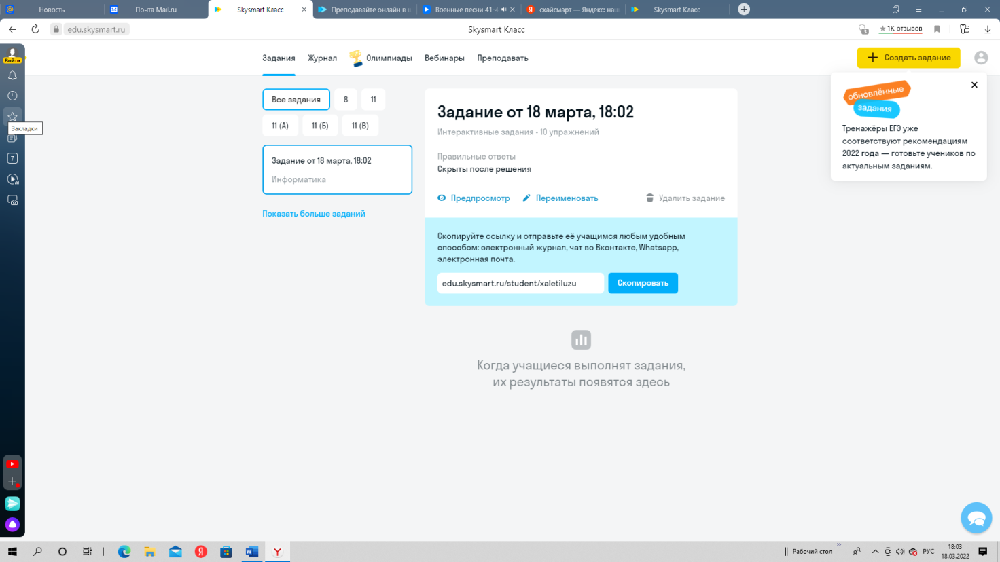 Новость
Почта Mail.ru
Skysmart Класс
Преподавайте онлайн в ш
Военные песни 41-4
скайсмарт — Яндекс: наш
Skysmart Класс
edu.skysmart.ru
Skysmart Класс
3
1К отзывов
Войти
Задания
Журнал
Олимпиады
Вебинары
Преподавать
Создать задание
Закладки
7
Все задания
8
11
11 (А)
11 (Б)
11 (В)
Задание от 18 марта, 18:02
Информатика
Показать больше заданий
Задание от 18 марта, 18:02
Интерактивные задания • 10 упражнений
Правильные ответы
Скрыты после решения
Предпросмотр
Переименовать
Удалить задание
Скопируйте ссылку и отправьте её учащимся любым удобным
способом: электронный журнал, чат во Вконтакте, Whatsapp,
электронная почта.
edu.skysmart.ru/student/xaletiluzu
Скопировать
Когда учащиеся выполнят задания,
их результаты появятся здесь
обновлённые
задания
Тренажёры ЕГЭ уже
соответствуют рекомендациям
2022 года — готовьте учеников по
актуальным заданиям.
Рабочий стол
РУС
18:03
18.03.2022